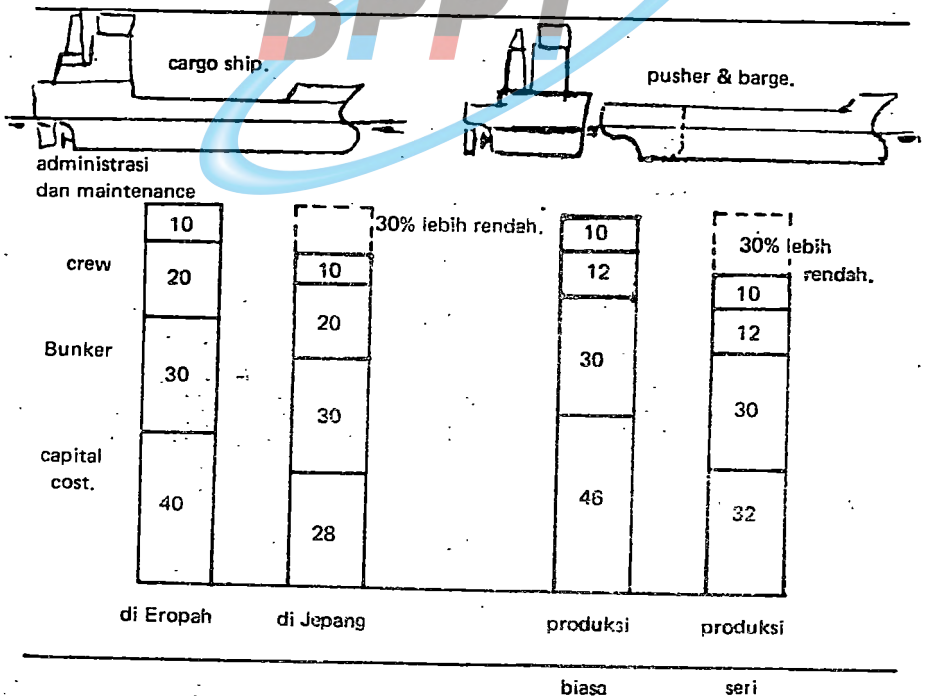 BPPT
cargo ship.
pusher & barge.
administrasi
dan maintenance
10
30% lebih rendah.
10
30% lebih
rendah.
crew
20
10
12
10
20
12
Bunker
30
30
30
30
capital
cost.
40
28
46
32
di Eropah
di Jepang
produksi
produksi
biasa
seri